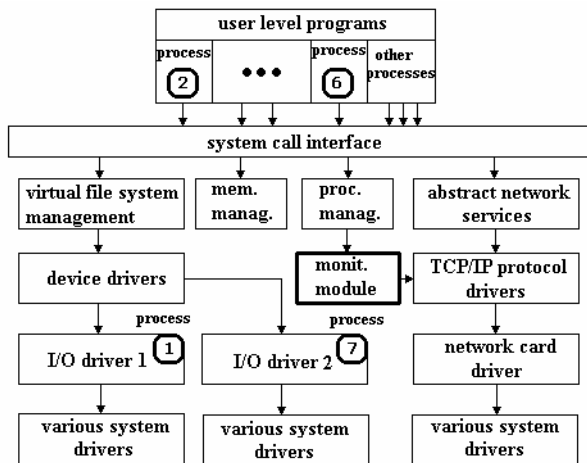 user level programs
process
2
•••
process
6
other
processes
system call interface
virtual file system
management
mem.
manag.
proc.
manag.
abstract network
services
device drivers
monit.
module
TCP/IP protocol
drivers
process
1
I/O driver 1
process
7
I/O driver 2
network card
driver
various system
drivers
various system
drivers
various system
drivers